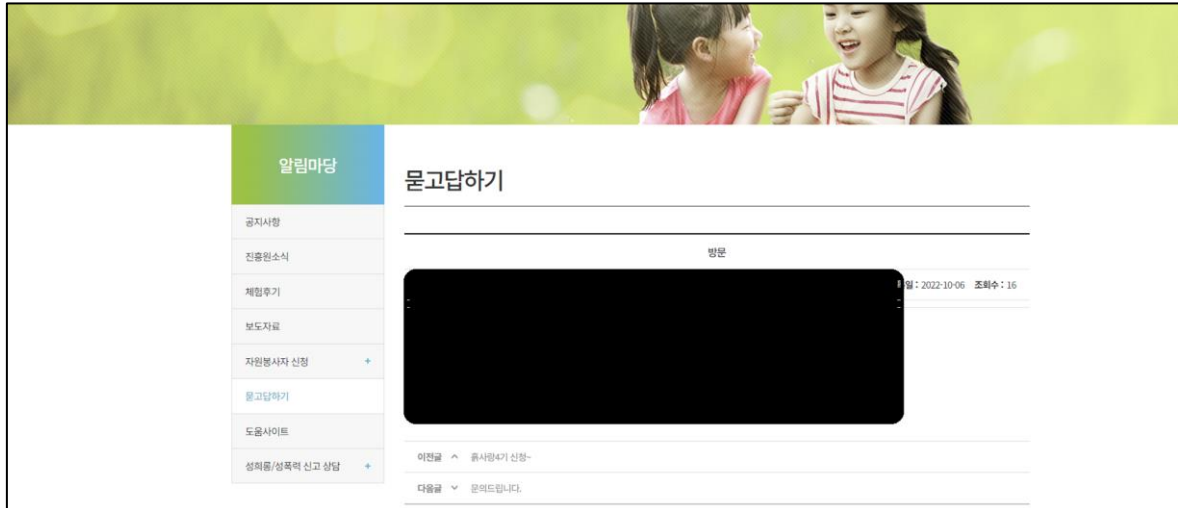 알림마당
공지사항
진흥원소식
체험후기
보도자료
자원봉사자 신청 +
묻고답하기
도움사이트
성희롱/성폭력 신고 상담 +
묻고답하기
방문
일 : 2022-10-06 조회수 : 16
이전글 흙사랑4기 신청~
다음글 문의드립니다.